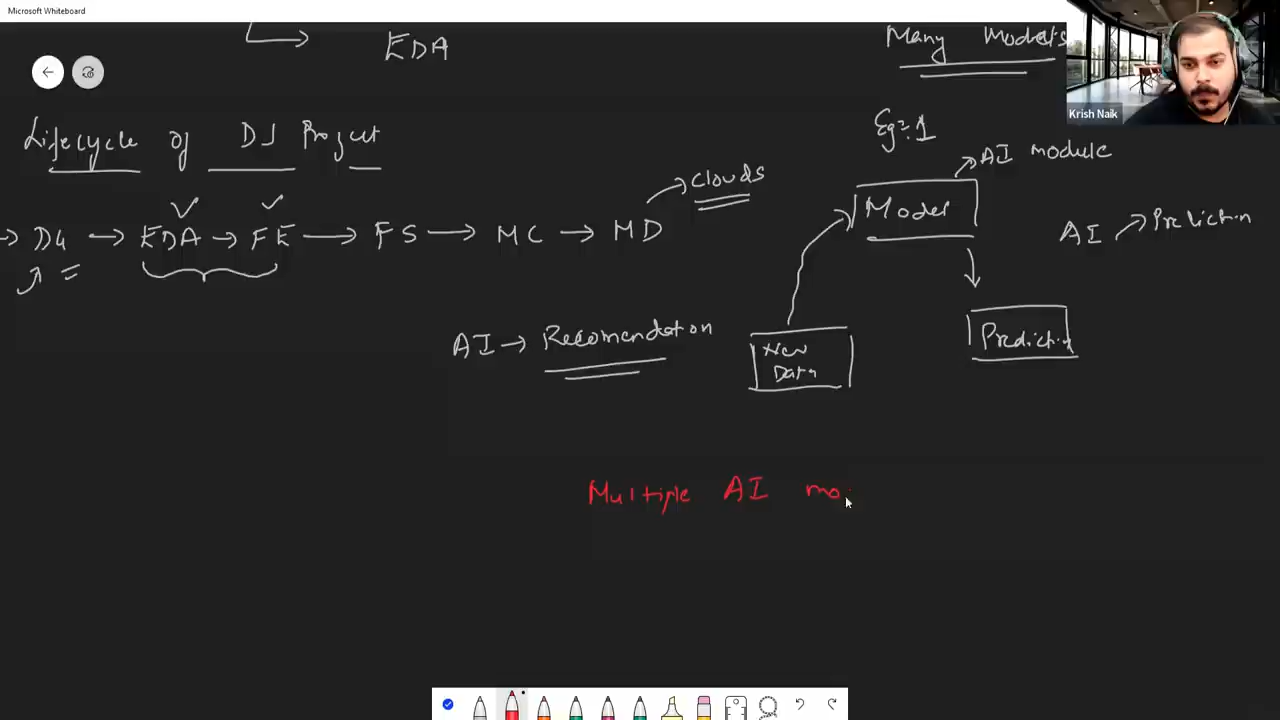 Microsoft Whiteboard
EDA
Many Models
Krish Naik
Eg:1
Lifecycle of DS Project
AI module
Clouds
Model
DG EDA FE FS MC MD
AI Prediction
AI Recomendation
New
Data
Prediction
Multiple AI mo